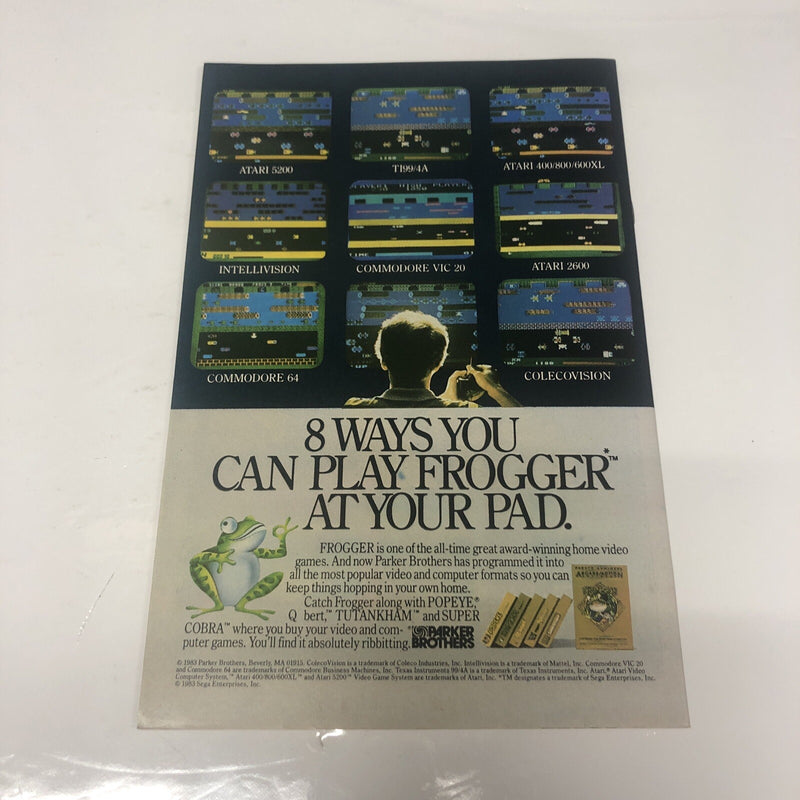 ATARI 5200
TI99/4A
ATARI 400/800/600XL
INTELLIVISION
COMMODORE VIC 20
ATARI 2600
COMMODORE 64
COLECOVISION
8 WAYS YOU
CAN PLAY FROGGER*™
AT YOUR PAD.
FROGGER is one of the all-time great award-winning home video
games. And now Parker Brothers has programmed it into
all the most popular video and computer formats so you can
keep things hopping in your own home.
Catch Frogger along with POPEYE,®
Q bert,™ TUTANKHAM™ and SUPER
COBRA™ where you buy your video and com-
puter games. You'll find it absolutely ribbitting.
PARKER
BROTHERS
© 1983 Parker Brothers, Beverly, MA 01915. ColecoVision is a trademark of Coleco Industries, Inc. Intellivision is a trademark of Mattel, Inc. Commodore VIC 20
and Commodore 64 are trademarks of Commodore Business Machines, Inc. Texas Instruments 99/4A is a trademark of Texas Instruments, Inc. Atari,® Atari Video
Computer System,™ Atari 400/800/600XL™ and Atari 5200™ Video Game System are trademarks of Atari, Inc. *TM designates a trademark of Sega Enterprises, Inc.
© 1983 Sega Enterprises, Inc.